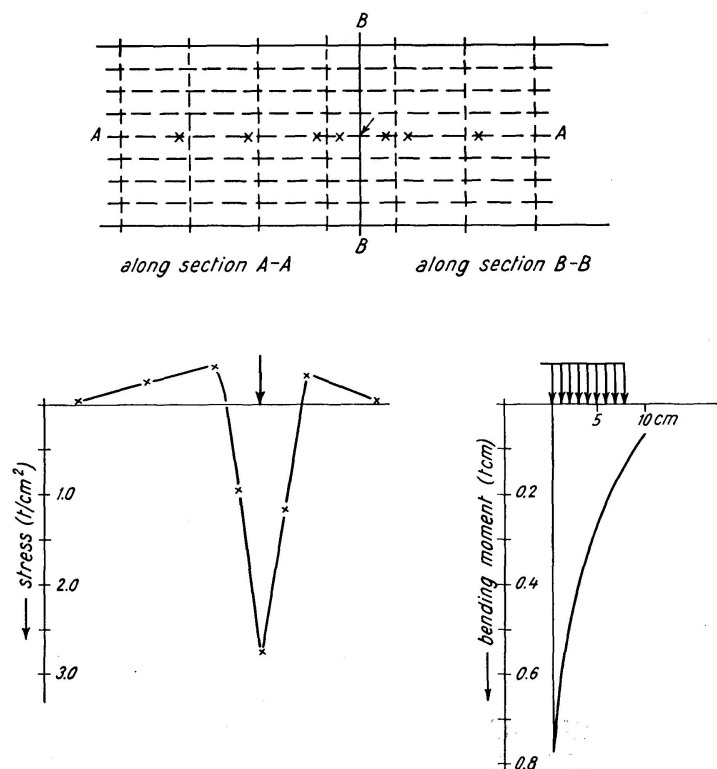 B
A
A
B
along section A-A
along section B-B
stress (t/cm²)
1.0
2.0
3.0
5
10 cm
bending moment (tcm)
0.2
0.4
0.6
0.8